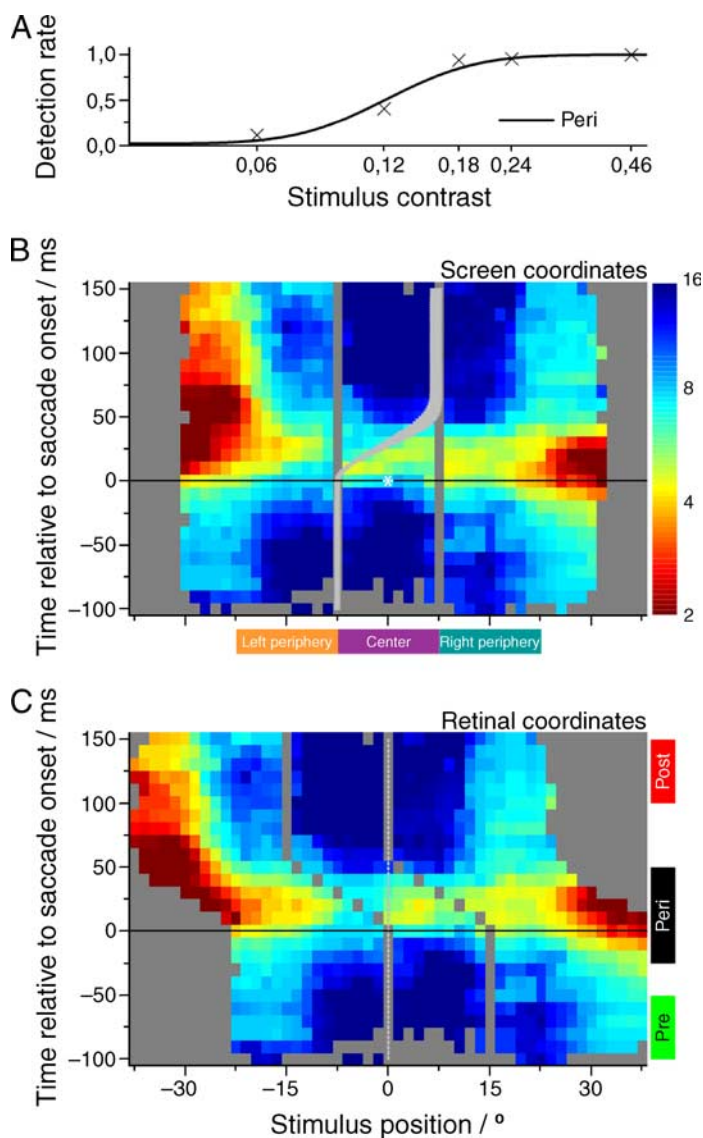 A
Detection rate
1,0
0,5
0,0
Peri
0,06 0,12 0,18 0,24 0,46
Stimulus contrast
B
Screen coordinates
Time relative to saccade onset / ms
150
100
50
0
−50
−100
*
16
8
4
2
Left periphery Center Right periphery
C
Retinal coordinates
Time relative to saccade onset / ms
150
100
50
0
−50
−100
Post
Peri
Pre
−30 −15 0 15 30
Stimulus position / º